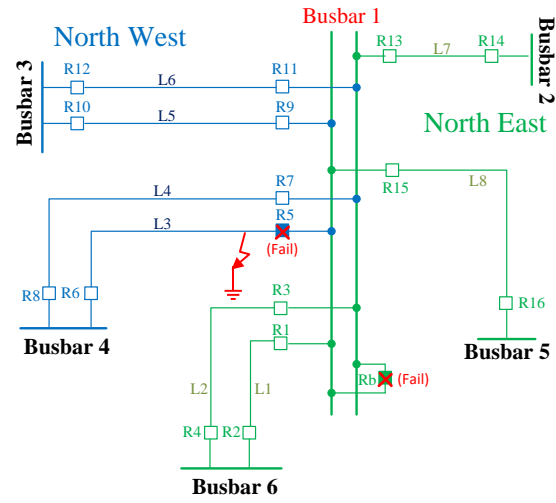 Busbar 1
North West
R13
L7
R14
Busbar 2
Busbar 3
R12
L6
R11
R10
L5
R9
North East
L4
R7
R15
L8
L3
R5
(Fail)
R8
R6
R3
R16
Busbar 4
R1
Busbar 5
L2
L1
Rb
(Fail)
R4
R2
Busbar 6